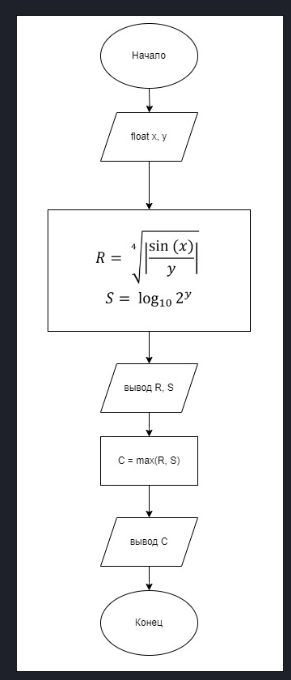 Начало
float x, y
R = ⁴√|sin (x)/y|
S = log₁₀ 2ʸ
вывод R, S
C = max(R, S)
вывод C
Конец